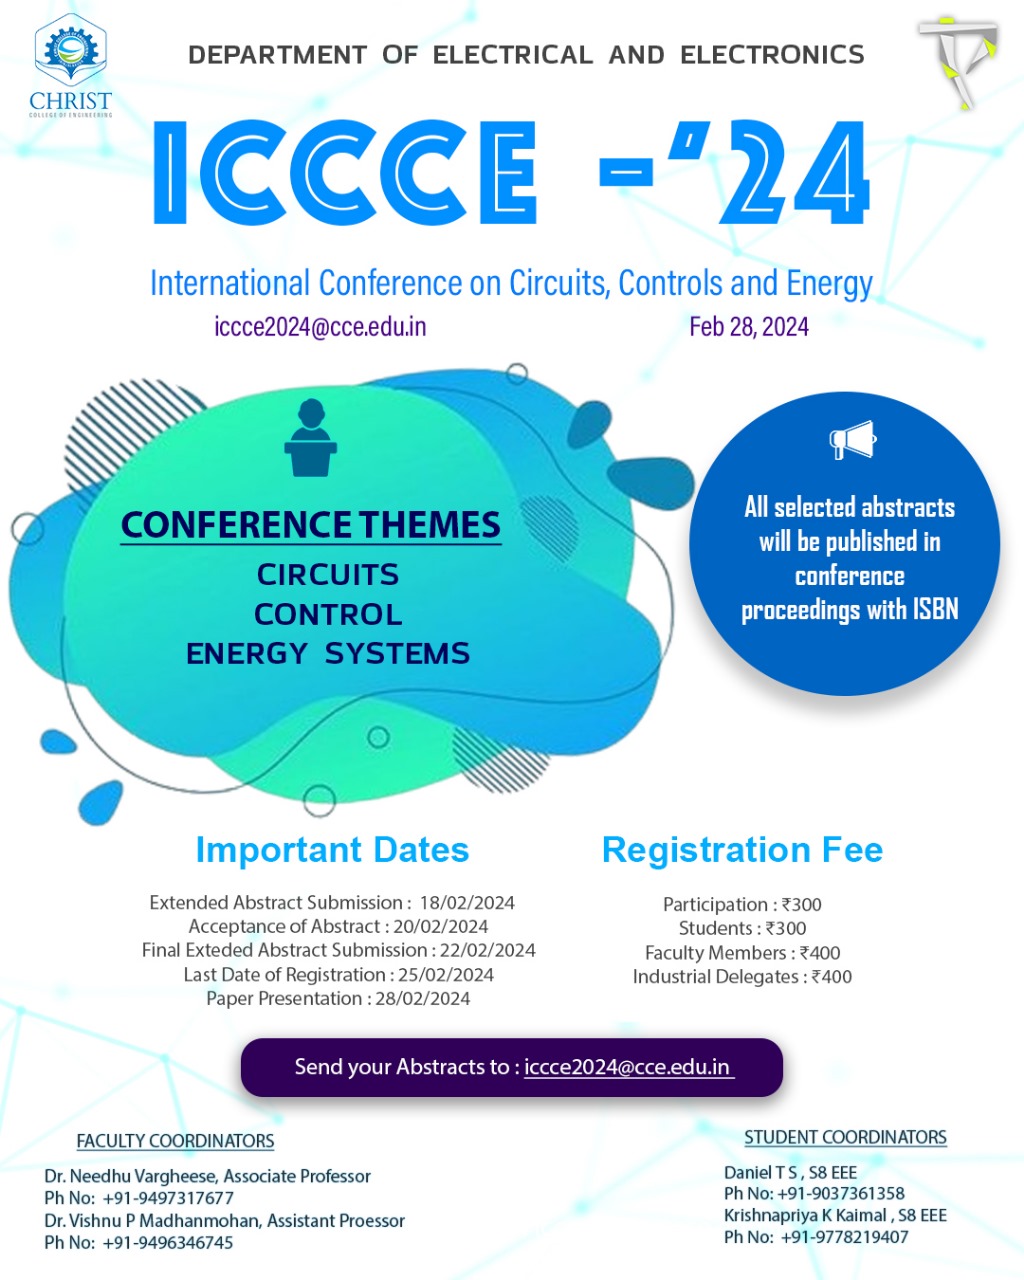 CHRIST
COLLEGE OF ENGINEERING
DEPARTMENT OF ELECTRICAL AND ELECTRONICS
ICCCE -'24
International Conference on Circuits, Controls and Energy
iccce2024@cce.edu.in
Feb 28, 2024
CONFERENCE THEMES
CIRCUITS
CONTROL
ENERGY SYSTEMS
All selected abstracts
will be published in
conference
proceedings with ISBN
Important Dates
Extended Abstract Submission : 18/02/2024
Acceptance of Abstract : 20/02/2024
Final Exteded Abstract Submission : 22/02/2024
Last Date of Registration : 25/02/2024
Paper Presentation : 28/02/2024
Registration Fee
Participation : ₹300
Students : ₹300
Faculty Members : ₹400
Industrial Delegates : ₹400
Send your Abstracts to : iccce2024@cce.edu.in
FACULTY COORDINATORS
Dr. Needhu Vargheese, Associate Professor
Ph No: +91-9497317677
Dr. Vishnu P Madhanmohan, Assistant Proessor
Ph No: +91-9496346745
STUDENT COORDINATORS
Daniel T S , S8 EEE
Ph No: +91-9037361358
Krishnapriya K Kaimal , S8 EEE
Ph No: +91-9778219407